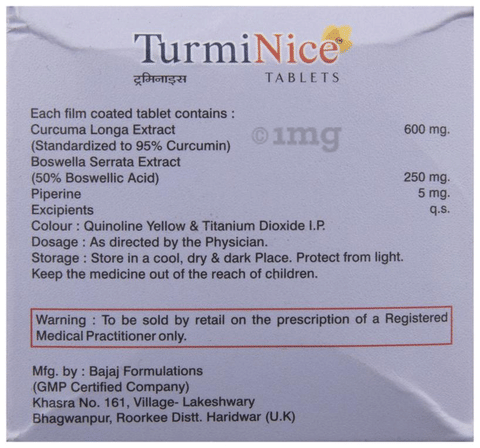 TurmiNice
ट्रमिनाइस TABLETS
Each film coated tablet contains :
Curcuma Longa Extract 600 mg.
(Standardized to 95% Curcumin)
Boswella Serrata Extract
(50% Boswellic Acid) 250 mg.
Piperine 5 mg.
Excipients q.s.
Colour : Quinoline Yellow & Titanium Dioxide I.P.
Dosage : As directed by the Physician.
Storage : Store in a cool, dry & dark Place. Protect from light.
Keep the medicine out of the reach of children.
Warning : To be sold by retail on the prescription of a Registered
Medical Practitioner only.
Mfg. by : Bajaj Formulations
(GMP Certified Company)
Khasra No. 161, Village- Lakeshwary
Bhagwanpur, Roorkee Distt. Haridwar (U.K)
©1mg